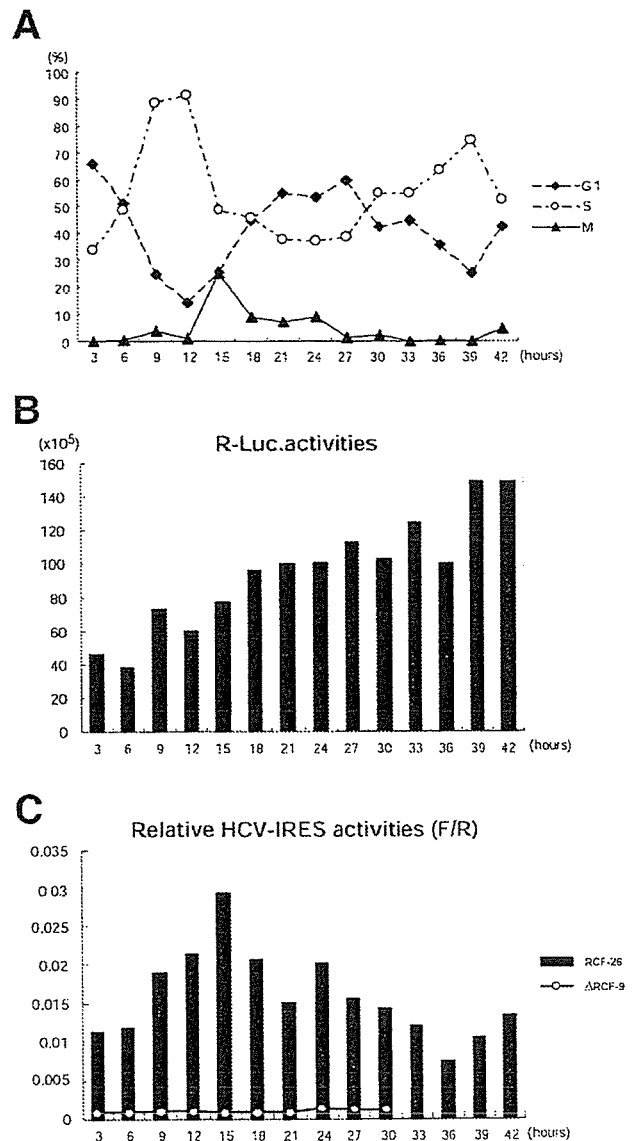 A
(%)
100
90
80
70
60
50
40
30
20
10
0
3 6 9 12 15 18 21 24 27 30 33 36 39 42 (hours)
G1
S
M
B
(x10⁵)
R-Luc.activities
160
140
120
100
80
60
40
20
0
3 6 9 12 15 18 21 24 27 30 33 36 39 42 (hours)
C
Relative HCV-IRES activities (F/R)
0.035
0.03
0.025
0.02
0.015
0.01
0.005
0
3 6 9 12 15 18 21 24 27 30 33 36 39 42 (hours)
RCF-26
ΔRCF-9